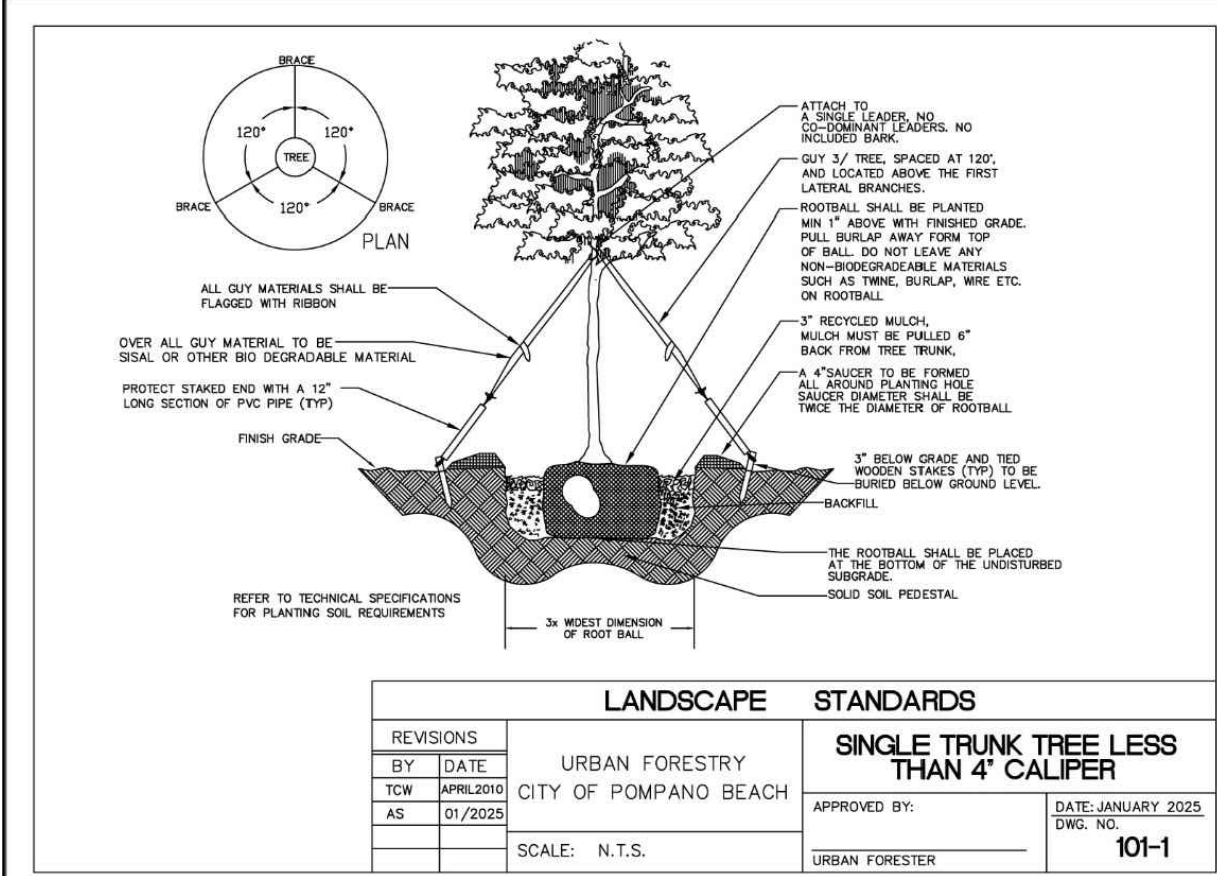 BRACE
120°
120°
TREE
120°
BRACE
BRACE
PLAN
ATTACH TO
A SINGLE LEADER, NO
CO-DOMINANT LEADERS. NO
INCLUDED BARK.
GUY 3/ TREE, SPACED AT 120°,
AND LOCATED ABOVE THE FIRST
LATERAL BRANCHES.
ROOTBALL SHALL BE PLANTED
MIN 1" ABOVE WITH FINISHED GRADE.
PULL BURLAP AWAY FORM TOP
OF BALL. DO NOT LEAVE ANY
NON-BIODEGRADEABLE MATERIALS
SUCH AS TWINE, BURLAP, WIRE ETC.
ON ROOTBALL
ALL GUY MATERIALS SHALL BE
FLAGGED WITH RIBBON
OVER ALL GUY MATERIAL TO BE
SISAL OR OTHER BIO DEGRADABLE MATERIAL
PROTECT STAKED END WITH A 12"
LONG SECTION OF PVC PIPE (TYP)
FINISH GRADE
3" RECYCLED MULCH,
MULCH MUST BE PULLED 6"
BACK FROM TREE TRUNK,
A 4"SAUCER TO BE FORMED
ALL AROUND PLANTING HOLE
SAUCER DIAMETER SHALL BE
TWICE THE DIAMETER OF ROOTBALL
3" BELOW GRADE AND TIED
WOODEN STAKES (TYP) TO BE
BURIED BELOW GROUND LEVEL.
BACKFILL
THE ROOTBALL SHALL BE PLACED
AT THE BOTTOM OF THE UNDISTURBED
SUBGRADE.
SOLID SOIL PEDESTAL
REFER TO TECHNICAL SPECIFICATIONS
FOR PLANTING SOIL REQUIREMENTS
3x WIDEST DIMENSION
OF ROOT BALL
LANDSCAPE STANDARDS
REVISIONS
BY DATE
TCW APRIL2010
AS 01/2025
URBAN FORESTRY
CITY OF POMPANO BEACH
SCALE: N.T.S.
SINGLE TRUNK TREE LESS
THAN 4" CALIPER
APPROVED BY:
URBAN FORESTER
DATE: JANUARY 2025
DWG. NO.
101-1